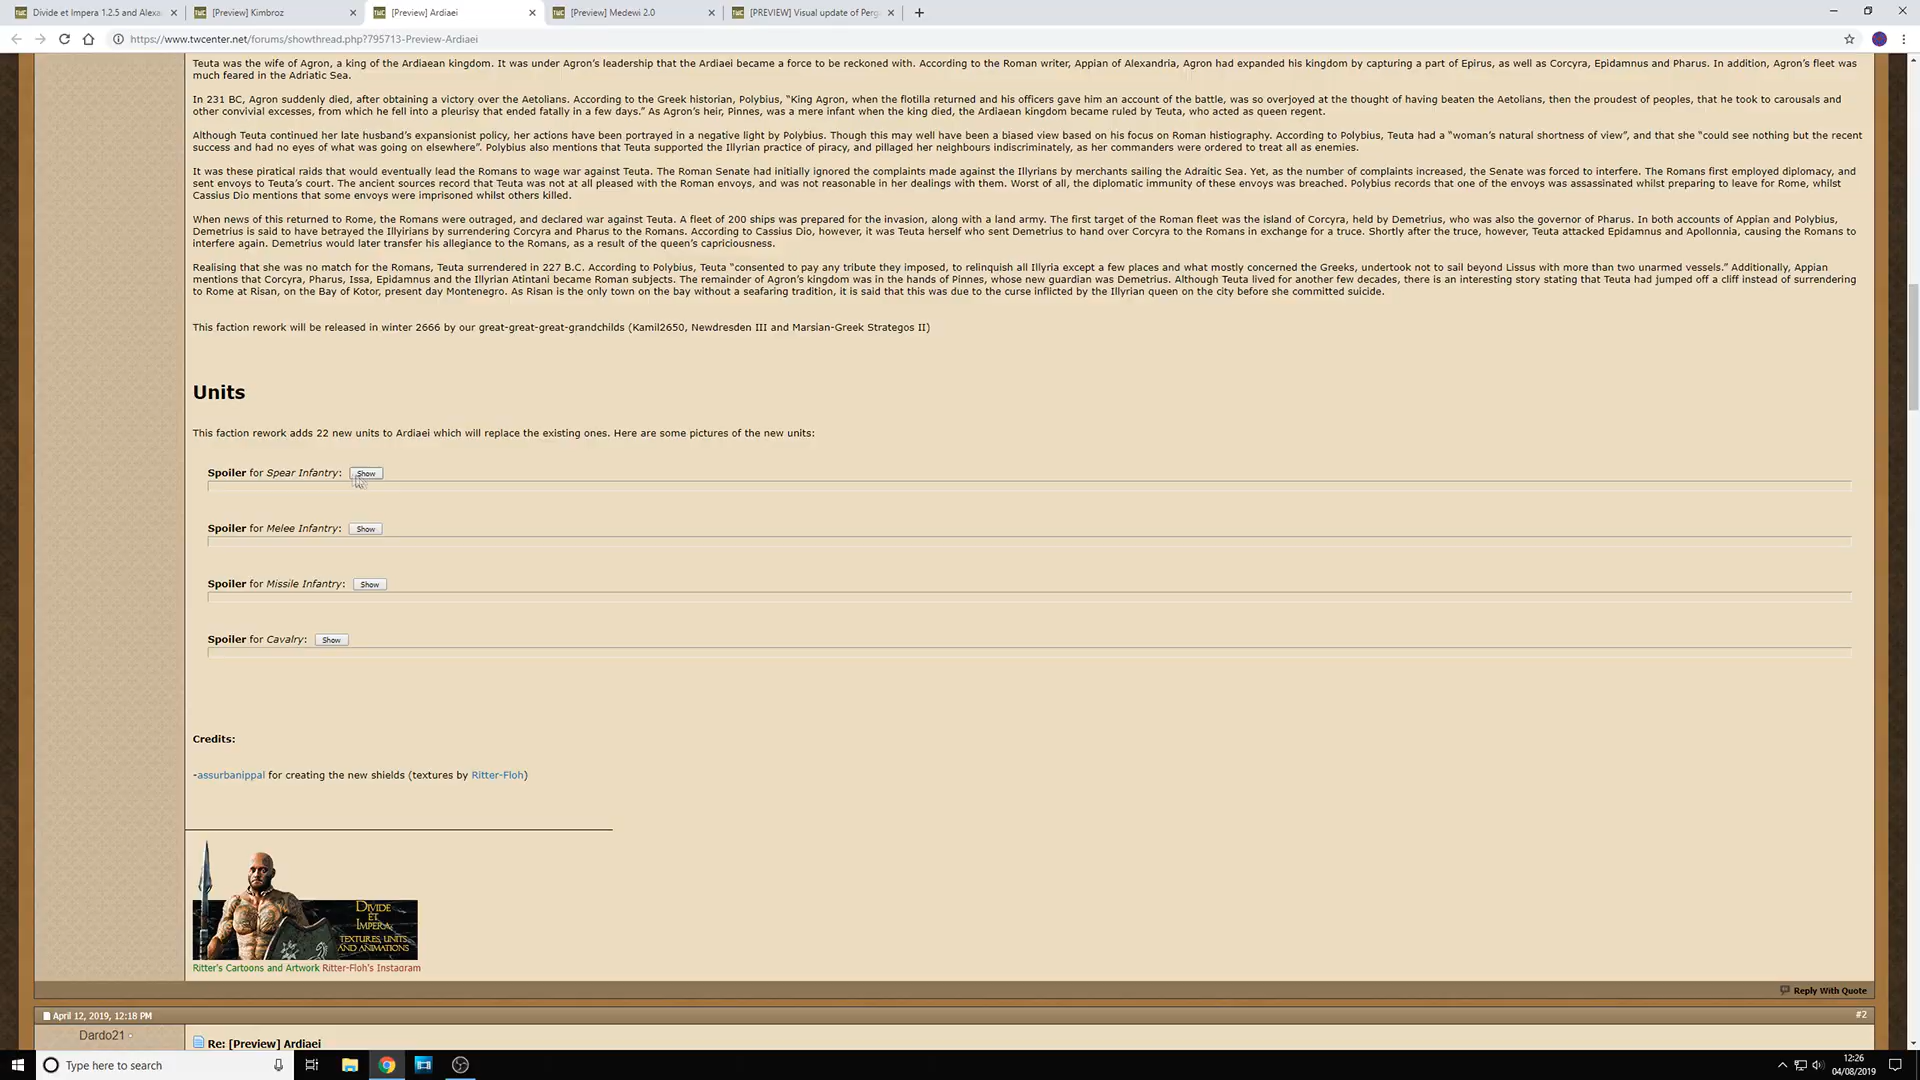 Divide et Impera 1.2.5 and Alexa
[Preview] Kimbroz
[Preview] Ardiaei
[Preview] Medewi 2.0
[PREVIEW] Visual update of Perg
https://www.twcenter.net/forums/showthread.php?795713-Preview-Ardiaei
Teuta was the wife of Agron, a king of the Ardiaean kingdom. It was under Agron's leadership that the Ardiaei became a force to be reckoned with. According to the Roman writer, Appian of Alexandria, Agron had expanded his kingdom by capturing a part of Epirus, as well as Corcyra, Epidamnus and Pharus. In addition, Agron's fleet was
much feared in the Adriatic Sea.
In 231 BC, Agron suddenly died, after obtaining a victory over the Aetolians. According to the Greek historian, Polybius, "King Agron, when the flotilla returned and his officers gave him an account of the battle, was so overjoyed at the thought of having beaten the Aetolians, then the proudest of peoples, that he took to carousals and
other convivial excesses, from which he fell into a pleurisy that ended fatally in a few days." As Agron's heir, Pinnes, was a mere infant when the king died, the Ardiaean kingdom became ruled by Teuta, who acted as queen regent.
Although Teuta continued her late husband's expansionist policy, her actions have been portrayed in a negative light by Polybius. Though this may well have been a biased view based on his focus on Roman histiography. According to Polybius, Teuta had a "woman's natural shortness of view", and that she "could see nothing but the recent
success and had no eyes of what was going on elsewhere". Polybius also mentions that Teuta supported the Illyrian practice of piracy, and pillaged her neighbours indiscriminately, as her commanders were ordered to treat all as enemies.
It was these piratical raids that would eventually lead the Romans to wage war against Teuta. The Roman Senate had initially ignored the complaints made against the Illyrians by merchants sailing the Adraitic Sea. Yet, as the number of complaints increased, the Senate was forced to interfere. The Romans first employed diplomacy, and
sent envoys to Teuta's court. The ancient sources record that Teuta was not at all pleased with the Roman envoys, and was not reasonable in her dealings with them. Worst of all, the diplomatic immunity of these envoys was breached. Polybius records that one of the envoys was assassinated whilst preparing to leave for Rome, whilst
Cassius Dio mentions that some envoys were imprisoned whilst others killed.
When news of this returned to Rome, the Romans were outraged, and declared war against Teuta. A fleet of 200 ships was prepared for the invasion, along with a land army. The first target of the Roman fleet was the island of Corcyra, held by Demetrius, who was also the governor of Pharus. In both accounts of Appian and Polybius,
Demetrius is said to have betrayed the Illyirians by surrendering Corcyra and Pharus to the Romans. According to Cassius Dio, however, it was Teuta herself who sent Demetrius to hand over Corcyra to the Romans in exchange for a truce. Shortly after the truce, however, Teuta attacked Epidamnus and Apollonnia, causing the Romans to
interfere again. Demetrius would later transfer his allegiance to the Romans, as a result of the queen's capriciousness.
Realising that she was no match for the Romans, Teuta surrendered in 227 B.C. According to Polybius, Teuta "consented to pay any tribute they imposed, to relinquish all Illyria except a few places and what mostly concerned the Greeks, undertook not to sail beyond Lissus with more than two unarmed vessels." Additionally, Appian
mentions that Corcyra, Pharus, Issa, Epidamnus and the Illyrian Atintani became Roman subjects. The remainder of Agron's kingdom was in the hands of Pinnes, whose new guardian was Demetrius. Although Teuta lived for another few decades, there is an interesting story stating that Teuta had jumped off a cliff instead of surrendering
to Rome at Risan, on the Bay of Kotor, present day Montenegro. As Risan is the only town on the bay without a seafaring tradition, it is said that this was due to the curse inflicted by the Illyrian queen on the city before she committed suicide.
This faction rework will be released in winter 2666 by our great-great-great-grandchilds (Kamil2650, Newdresden III and Marsian-Greek Strategos II)
Units
This faction rework adds 22 new units to Ardiaei which will replace the existing ones. Here are some pictures of the new units:
Spoiler for Spear Infantry: Show
Spoiler for Melee Infantry: Show
Spoiler for Missile Infantry: Show
Spoiler for Cavalry: Show
Credits:
-assurbanippal for creating the new shields (textures by Ritter-Floh)
DIVIDE
ET
IMPERA:
TEXTURES, UNITS
AND ANIMATIONS
Ritter's Cartoons and Artwork Ritter-Floh's Instagram
Reply With Quote
April 12, 2019, 12:18 PM
#2
Dardo21
Re: [Preview] Ardiaei
Type here to search
12:26
04/08/2019